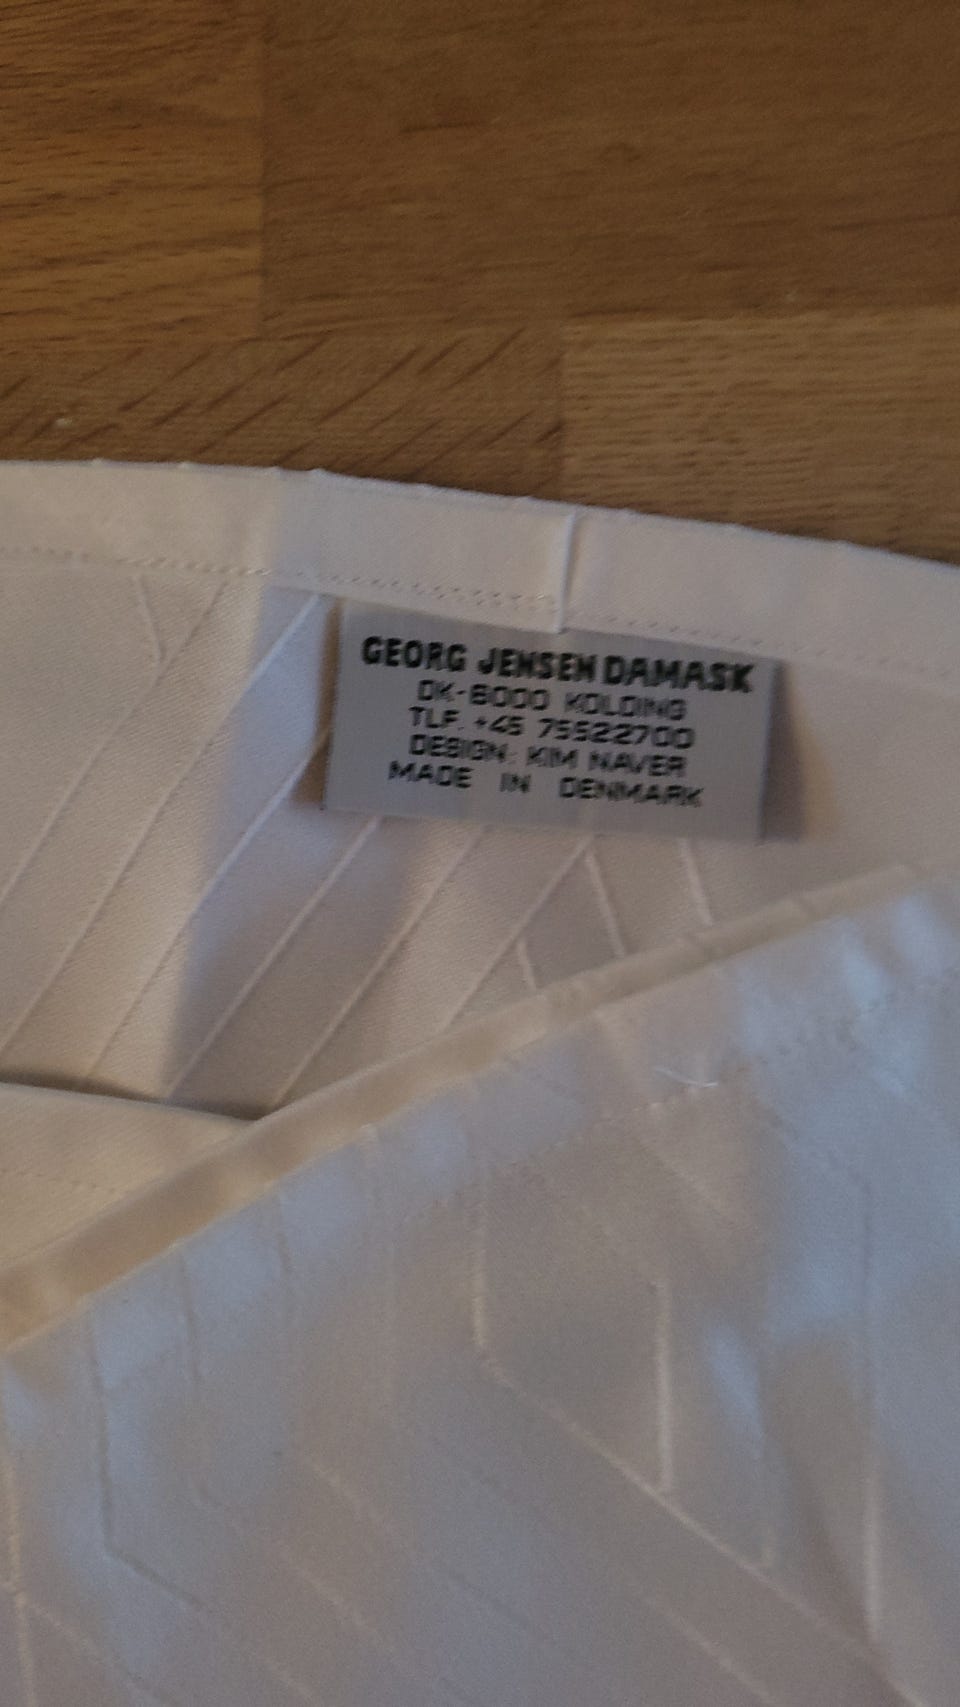 GEORG JENSEN DAMASK
DK-6000 KOLDING
TLF. +45 75522700
DESIGN: KIM NAVER
MADE IN DENMARK